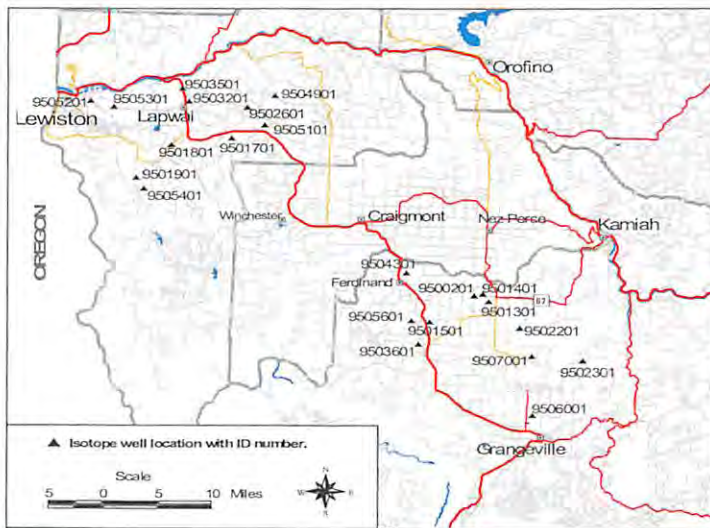 Orofino
9503501
9504901
9505201
9505301
9503201
Lewiston
Lapwai
9502601
9505101
9501801
9501701
9501901
9505401
OREGON
Winchester
Craigmont
Nez Perce
Kamiah
9504301
Ferdinand
9500201
9501401
67
9501301
9505601
9501501
9502201
9503601
9507001
9502301
9506001
Grangeville
Isotope well location with ID number.
Scale
5 0 5 10 Miles
N
W E
S